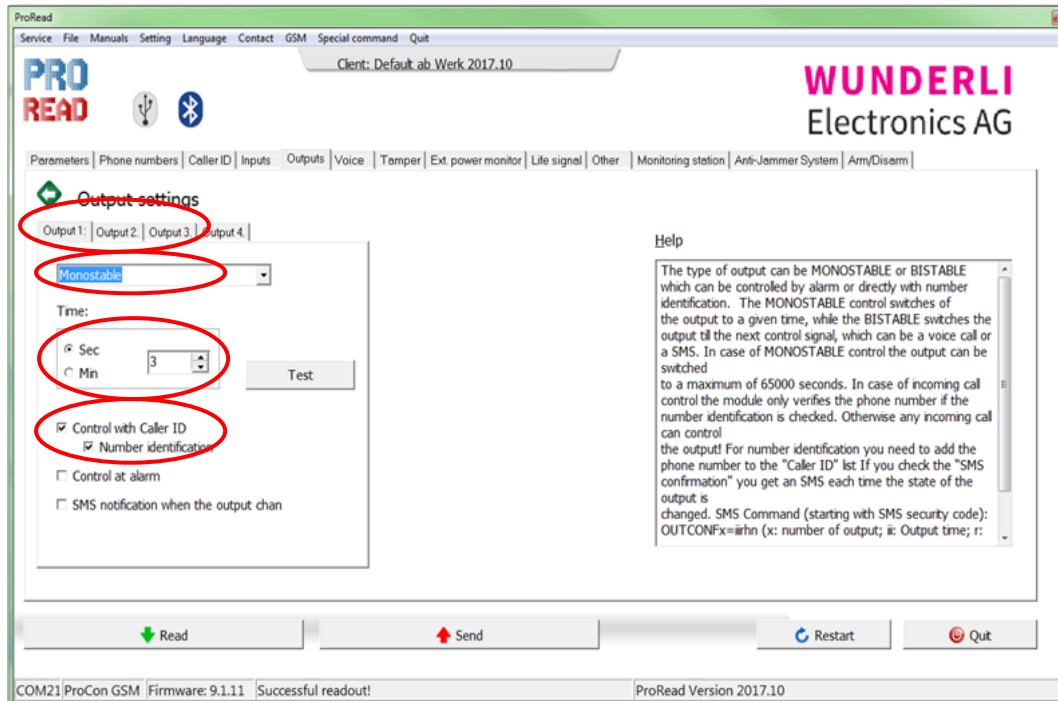 ProRead
Service File Manuals Setting Language Contact GSM Special command Quit
Client: Default ab Werk 2017.10
PRO
READ
WUNDERLI
Electronics AG
Parameters Phone numbers Caller ID Inputs Outputs Voice Tamper Ext. power monitor Life signal Other Monitoring station Anti-Jammer System Arm/Disarm
Output settings
Output 1: Output 2. Output 3. Output 4.
Monostable
Time:
Sec
Min
3
Test
Control with Caller ID
Number identification
Control at alarm
SMS notification when the output chan
Help
The type of output can be MONOSTABLE or BISTABLE
which can be controled by alarm or directly with number
identification. The MONOSTABLE control switches of
the output to a given time, while the BISTABLE switches the
output til the next control signal, which can be a voice call or
a SMS. In case of MONOSTABLE control the output can be
switched
to a maximum of 65000 seconds. In case of incoming call
control the module only verifies the phone number if the
number identification is checked. Otherwise any incoming call
can control
the output! For number identification you need to add the
phone number to the "Caller ID" list If you check the "SMS
confirmation" you get an SMS each time the state of the
output is
changed. SMS Command (starting with SMS security code):
OUTCONFx=iirhn (x: number of output; ii: Output time; r:
Read
Send
Restart
Quit
COM21 ProCon GSM Firmware: 9.1.11 Successful readout! ProRead Version 2017.10